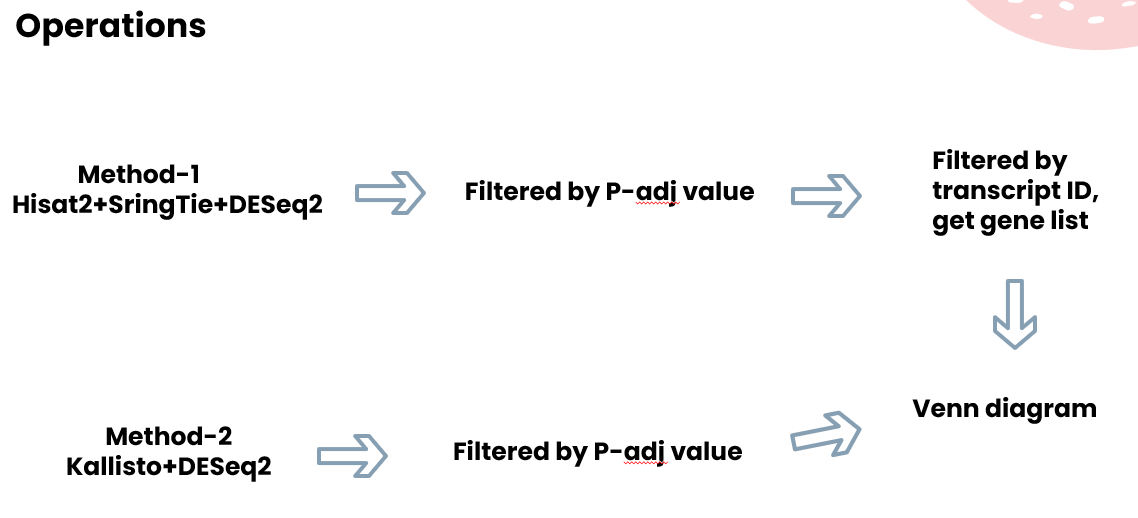 Operations
Method-1
Hisat2+SringTie+DESeq2
Filtered by P-adj value
Filtered by
transcript ID,
get gene list
Venn diagram
Method-2
Kallisto+DESeq2
Filtered by P-adj value